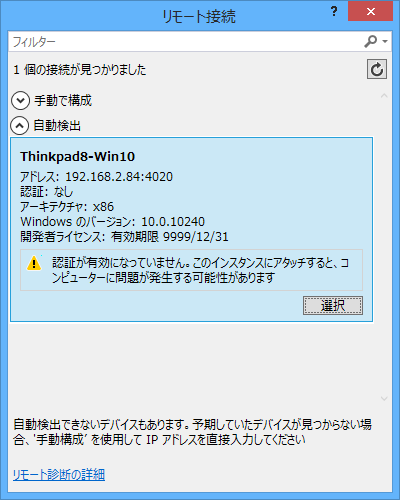 リモート接続
?
フィルター
1 個の接続が見つかりました
手動で構成
自動検出
Thinkpad8-Win10
アドレス: 192.168.2.84:4020
認証: なし
アーキテクチャ: x86
Windows のバージョン: 10.0.10240
開発者ライセンス: 有効期限 9999/12/31
認証が有効になっていません。このインスタンスにアタッチすると、コ
ンピューターに問題が発生する可能性があります
選択
自動検出できないデバイスもあります。予期していたデバイスが見つからない場
合、'手動構成' を使用して IP アドレスを直接入力してください
リモート診断の詳細